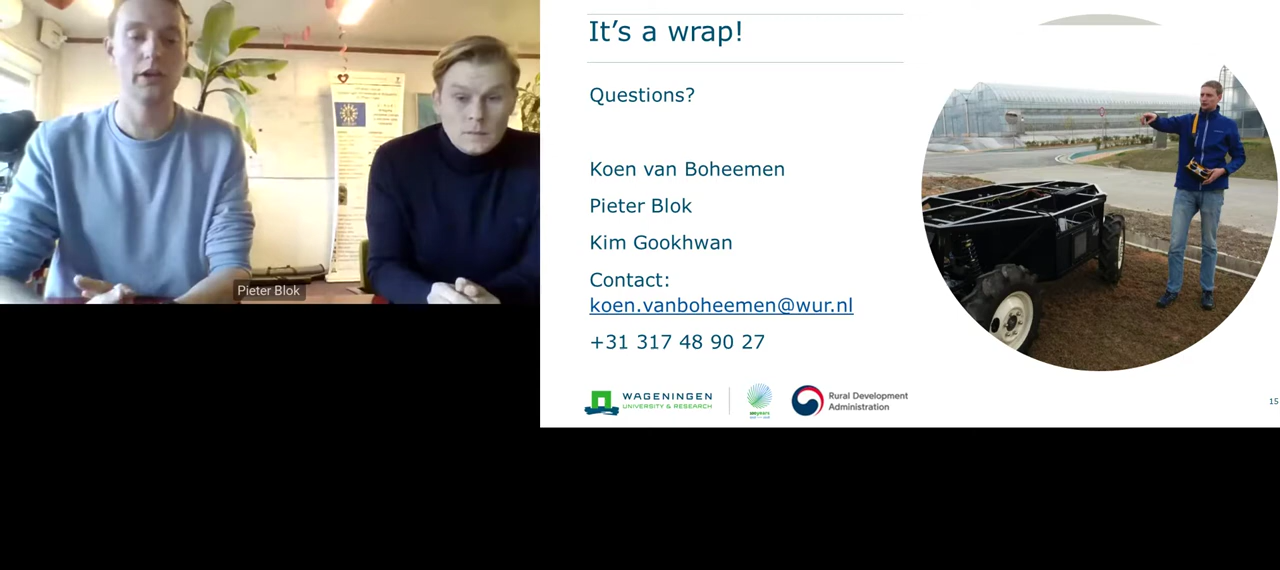 Pieter Blok
It's a wrap!
Questions?
Koen van Boheemen
Pieter Blok
Kim Gookhwan
Contact:
koen.vanboheemen@wur.nl
+31 317 48 90 27
WAGENINGEN
UNIVERSITY & RESEARCH
Rural Development
Administration
15